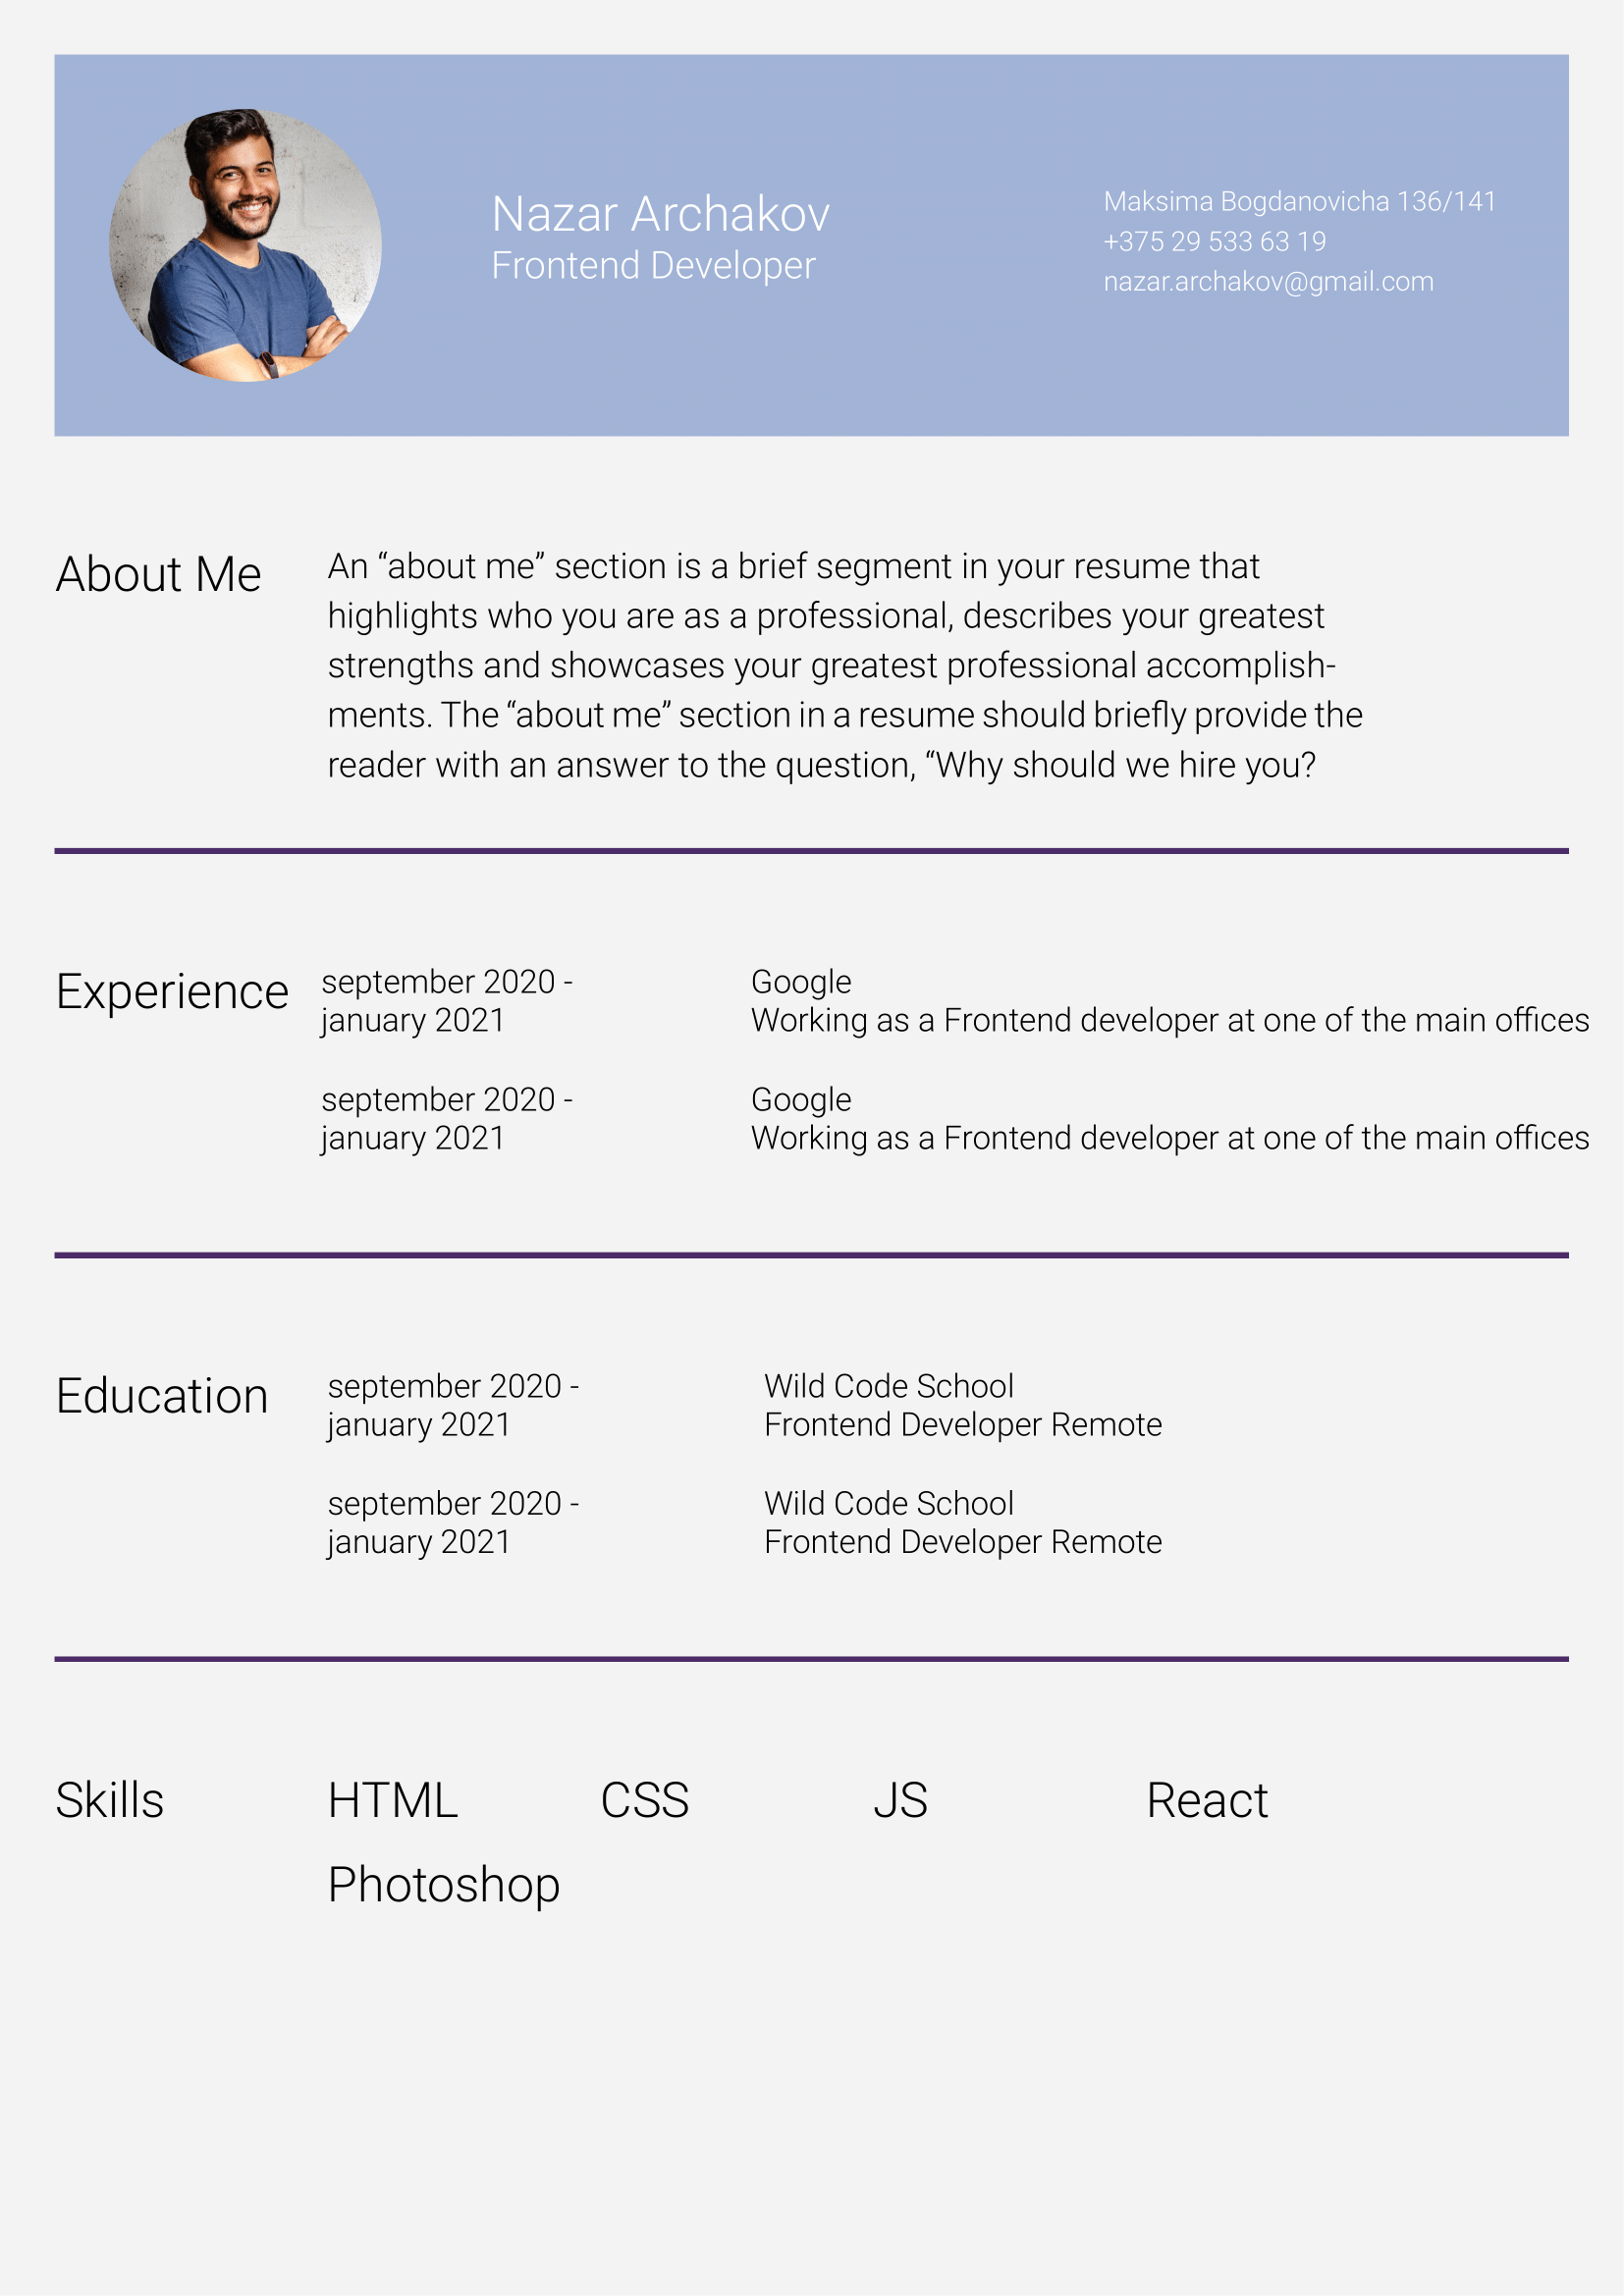 Nazar Archakov
Frontend Developer
Maksima Bogdanovicha 136/141
+375 29 533 63 19
nazar.archakov@gmail.com
About Me
An “about me” section is a brief segment in your resume that
highlights who you are as a professional, describes your greatest
strengths and showcases your greatest professional accomplish-
ments. The “about me” section in a resume should briefly provide the
reader with an answer to the question, “Why should we hire you?
Experience
september 2020 -
january 2021
Google
Working as a Frontend developer at one of the main offices
september 2020 -
january 2021
Google
Working as a Frontend developer at one of the main offices
Education
september 2020 -
january 2021
Wild Code School
Frontend Developer Remote
september 2020 -
january 2021
Wild Code School
Frontend Developer Remote
Skills
HTML
CSS
JS
React
Photoshop